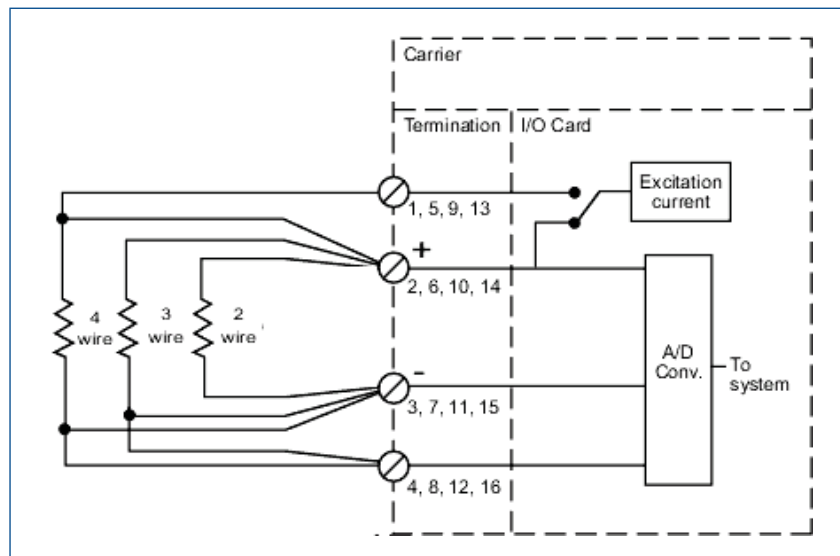 Carrier
Termination
I/O Card
Excitation
current
1, 5, 9, 13
+
2, 6, 10, 14
4
wire
3
wire
2
wire
A/D
Conv.
To
system
-
3, 7, 11, 15
4, 8, 12, 16